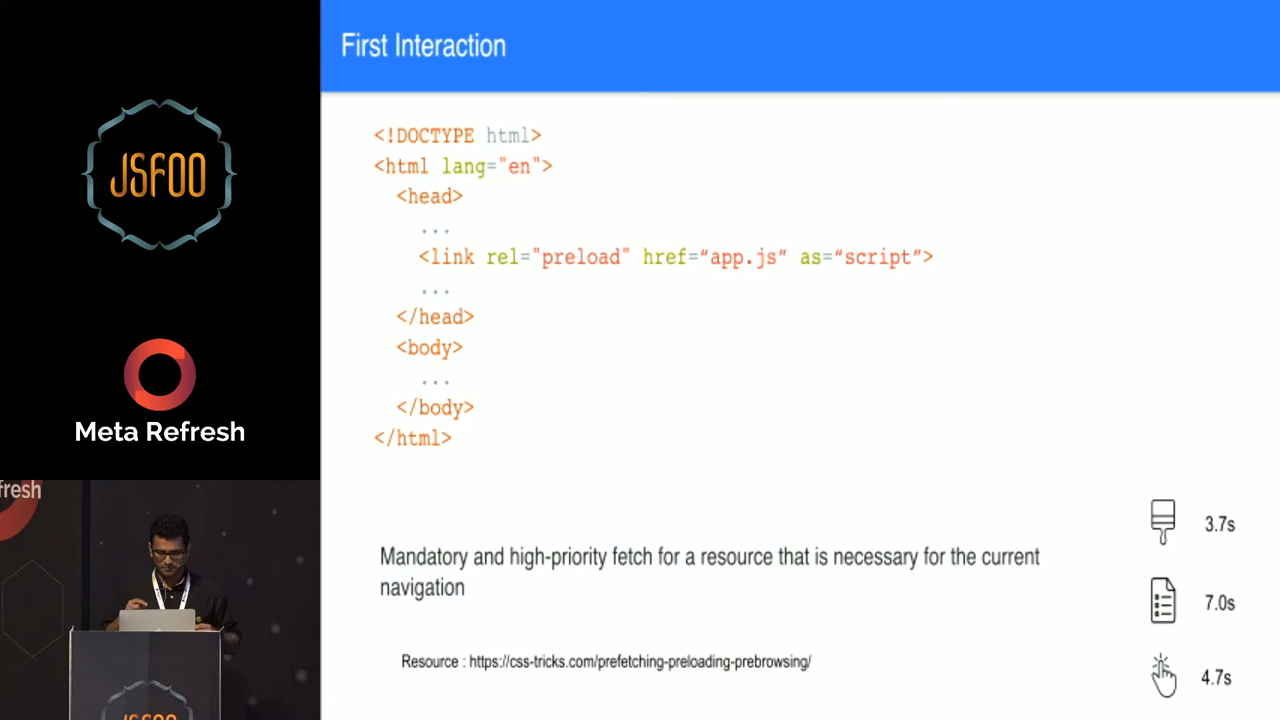 First Interaction
JSFOO
<!DOCTYPE html>
<html lang="en">
<head>
...
<link rel="preload" href=“app.js” as=“script”>
...
</head>
<body>
...
</body>
</html>
Meta Refresh
fresh
3.7s
Mandatory and high-priority fetch for a resource that is necessary for the current
navigation
7.0s
Resource : https://css-tricks.com/prefetching-preloading-prebrowsing/
4.7s
JSFOO